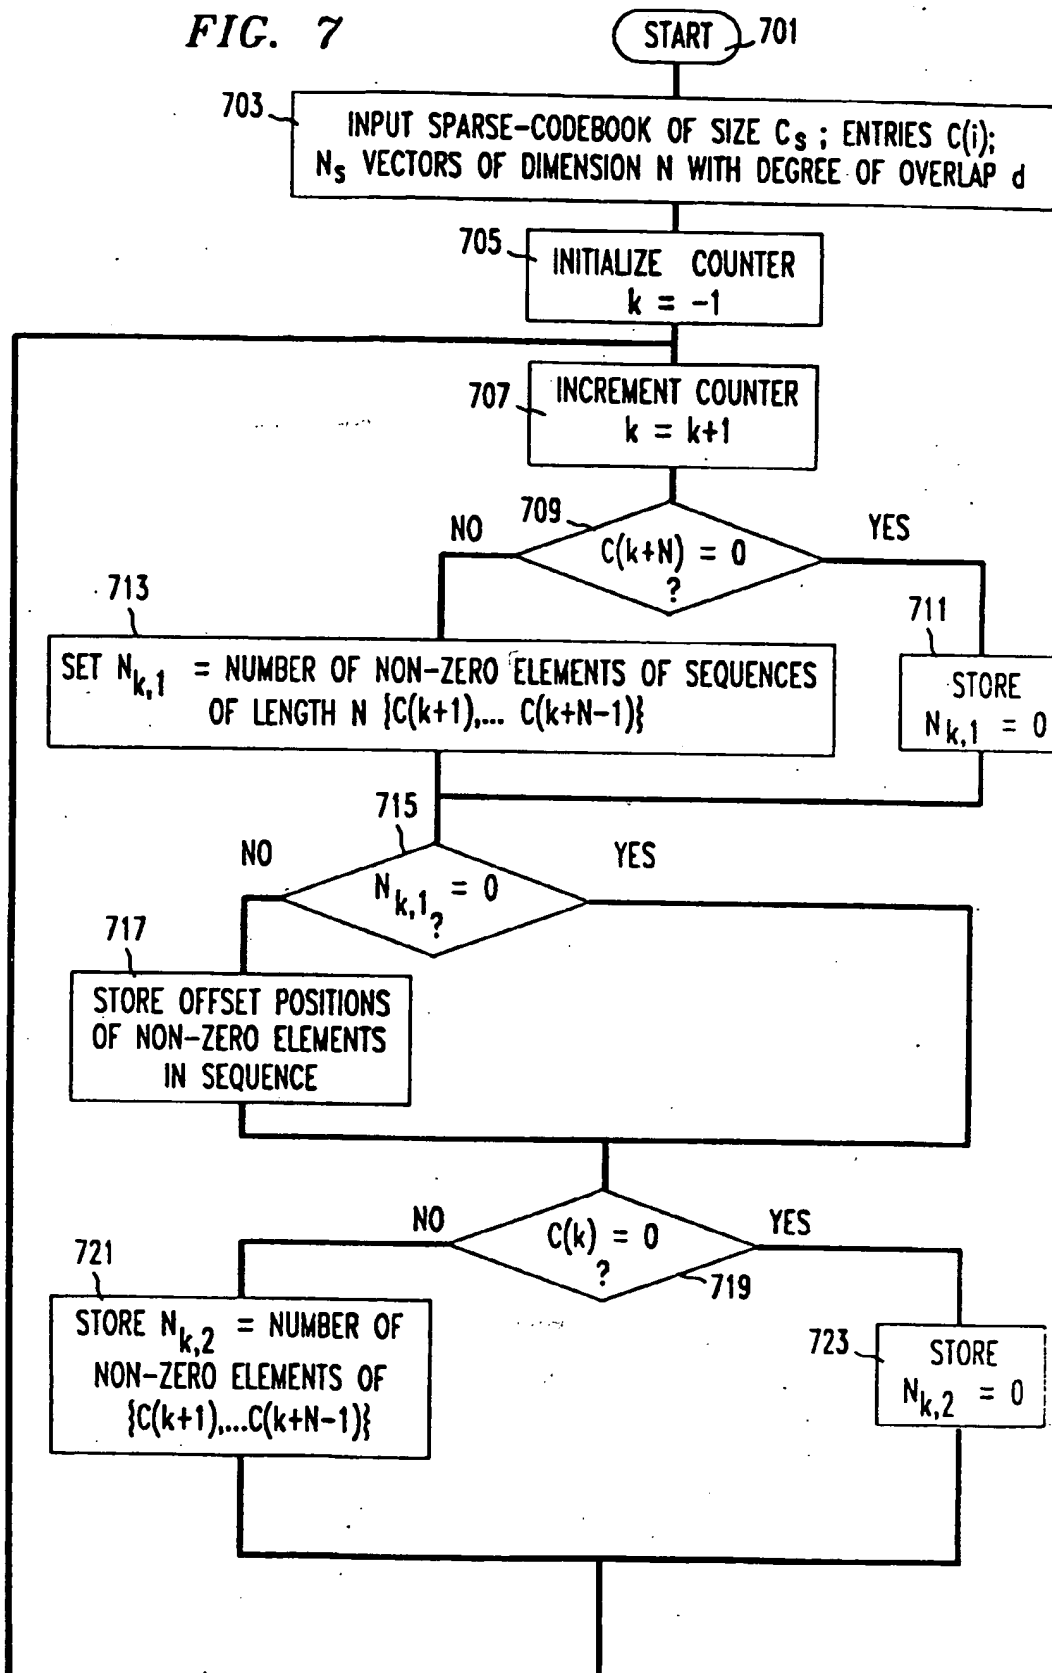 FIG. 7
START 701
703
INPUT SPARSE-CODEBOOK OF SIZE Cs ; ENTRIES C(i);
Ns VECTORS OF DIMENSION N WITH DEGREE OF OVERLAP d
705
INITIALIZE COUNTER
k = -1
707
INCREMENT COUNTER
k = k+1
709
NO
YES
C(k+N) = 0
?
713
SET Nk,1 = NUMBER OF NON-ZERO ELEMENTS OF SEQUENCES
OF LENGTH N {C(k+1),... C(k+N-1)}
711
STORE
Nk,1 = 0
715
NO
YES
Nk,1 = 0
?
717
STORE OFFSET POSITIONS
OF NON-ZERO ELEMENTS
IN SEQUENCE
NO
YES
C(k) = 0
?
719
721
STORE Nk,2 = NUMBER OF
NON-ZERO ELEMENTS OF
{C(k+1),...C(k+N-1)}
723
STORE
Nk,2 = 0